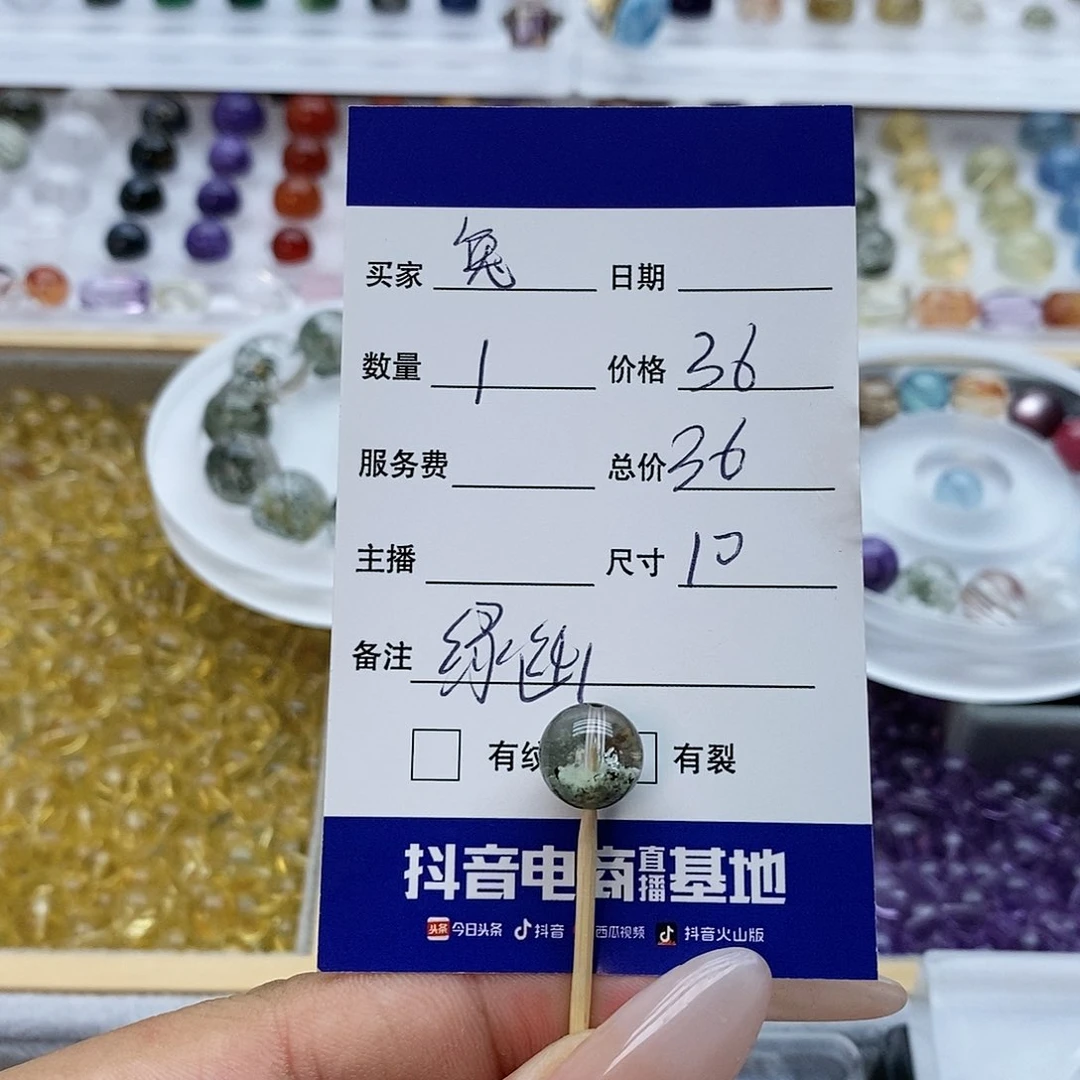 买家 兔 日期
数量 1 价格 36
服务费 总价 36
主播 尺寸 10
备注 绿幽
有纹 有裂
抖音电商直播基地
头条 今日头条 抖音 西瓜视频 抖音火山版